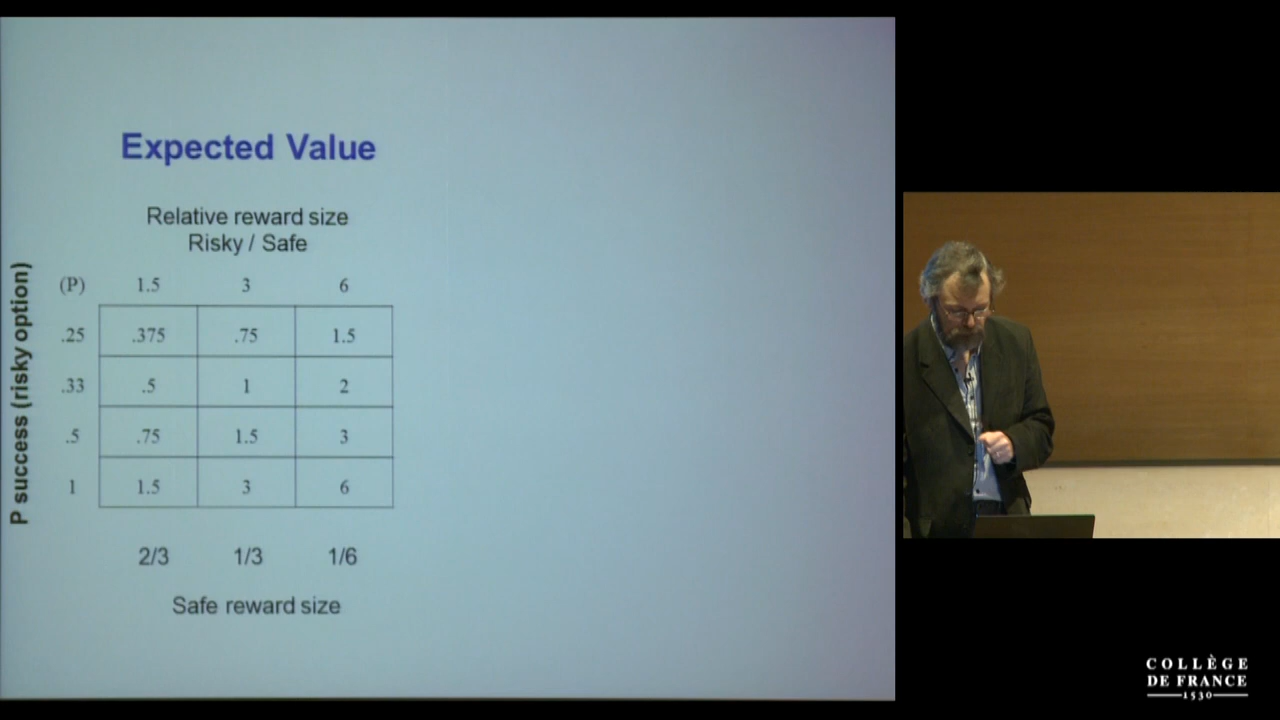 Expected Value
Relative reward size
Risky / Safe
(P) 1.5 3 6
.25 .375 .75 1.5
.33 .5 1 2
.5 .75 1.5 3
1 1.5 3 6
P success (risky option)
2/3 1/3 1/6
Safe reward size
COLLÈGE
DE FRANCE
1530